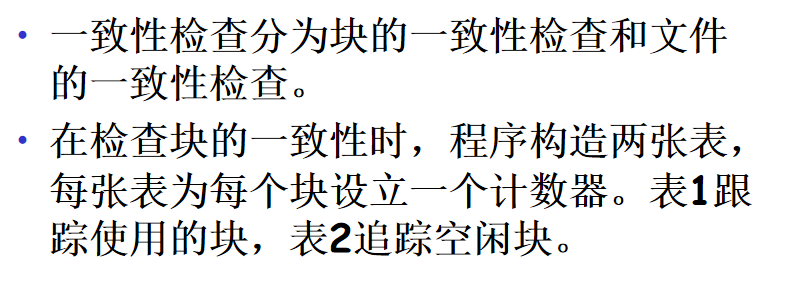 • 一致性检查分为块的一致性检查和文件
的一致性检查。
• 在检查块的一致性时，程序构造两张表，
每张表为每个块设立一个计数器。表1跟
踪使用的块，表2追踪空闲块。